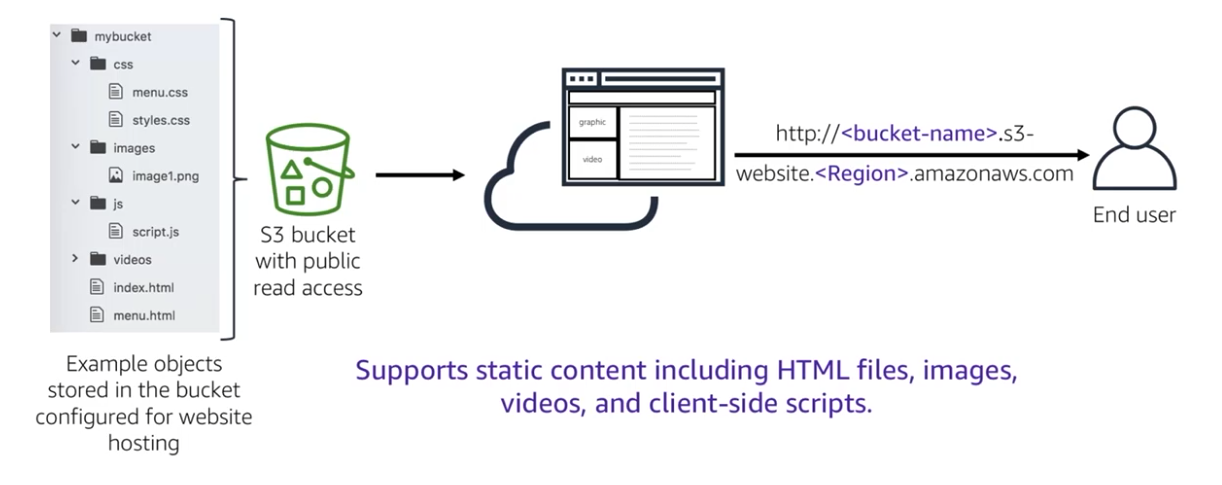 mybucket
css
menu.css
styles.css
images
image1.png
js
script.js
videos
index.html
menu.html
Example objects
stored in the bucket
configured for website
hosting
S3 bucket
with public
read access
graphic
video
http://<bucket-name>.s3-
website.<Region>.amazonaws.com
End user
Supports static content including HTML files, images,
videos, and client-side scripts.